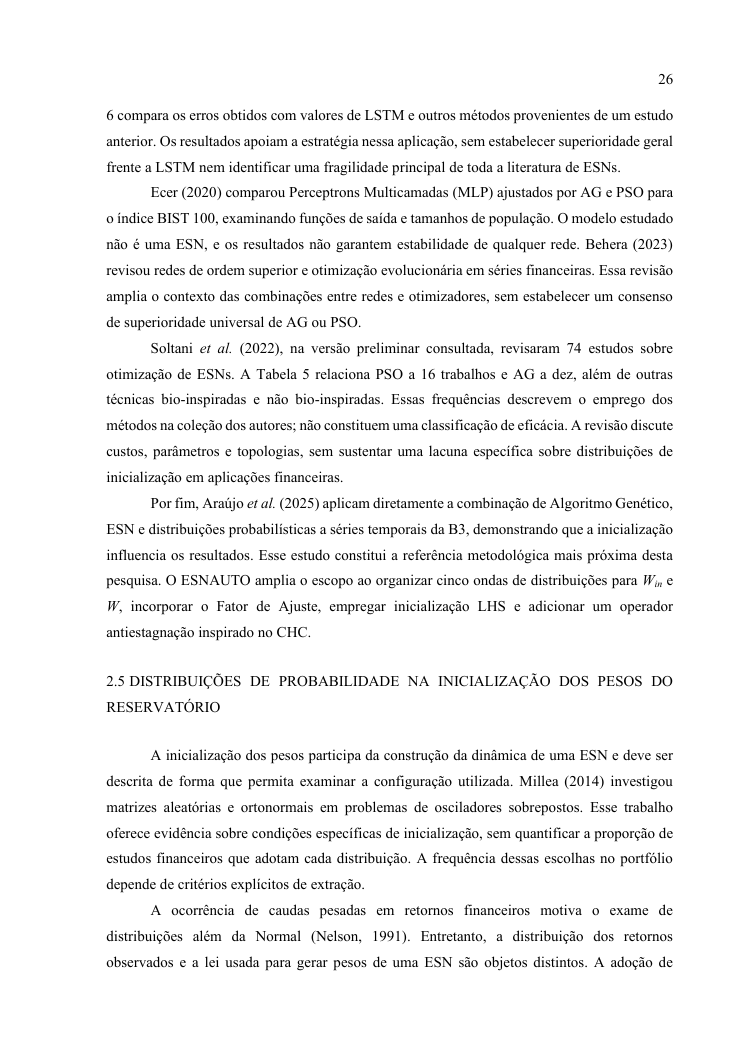 26
6 compara os erros obtidos com valores de LSTM e outros métodos provenientes de um estudo
anterior. Os resultados apoiam a estratégia nessa aplicação, sem estabelecer superioridade geral
frente a LSTM nem identificar uma fragilidade principal de toda a literatura de ESNs.
Ecer (2020) comparou Perceptrons Multicamadas (MLP) ajustados por AG e PSO para
o índice BIST 100, examinando funções de saída e tamanhos de população. O modelo estudado
não é uma ESN, e os resultados não garantem estabilidade de qualquer rede. Behera (2023)
revisou redes de ordem superior e otimização evolucionária em séries financeiras. Essa revisão
amplia o contexto das combinações entre redes e otimizadores, sem estabelecer um consenso
de superioridade universal de AG ou PSO.
Soltani et al. (2022), na versão preliminar consultada, revisaram 74 estudos sobre
otimização de ESNs. A Tabela 5 relaciona PSO a 16 trabalhos e AG a dez, além de outras
técnicas bio-inspiradas e não bio-inspiradas. Essas frequências descrevem o emprego dos
métodos na coleção dos autores; não constituem uma classificação de eficácia. A revisão discute
custos, parâmetros e topologias, sem sustentar uma lacuna específica sobre distribuições de
inicialização em aplicações financeiras.
Por fim, Araújo et al. (2025) aplicam diretamente a combinação de Algoritmo Genético,
ESN e distribuições probabilísticas a séries temporais da B3, demonstrando que a inicialização
influencia os resultados. Esse estudo constitui a referência metodológica mais próxima desta
pesquisa. O ESNAUTO amplia o escopo ao organizar cinco ondas de distribuições para Win e
W, incorporar o Fator de Ajuste, empregar inicialização LHS e adicionar um operador
antiestagnação inspirado no CHC.
2.5 DISTRIBUIÇÕES DE PROBABILIDADE NA INICIALIZAÇÃO DOS PESOS DO
RESERVATÓRIO
A inicialização dos pesos participa da construção da dinâmica de uma ESN e deve ser
descrita de forma que permita examinar a configuração utilizada. Millea (2014) investigou
matrizes aleatórias e ortonormais em problemas de osciladores sobrepostos. Esse trabalho
oferece evidência sobre condições específicas de inicialização, sem quantificar a proporção de
estudos financeiros que adotam cada distribuição. A frequência dessas escolhas no portfólio
depende de critérios explícitos de extração.
A ocorrência de caudas pesadas em retornos financeiros motiva o exame de
distribuições além da Normal (Nelson, 1991). Entretanto, a distribuição dos retornos
observados e a lei usada para gerar pesos de uma ESN são objetos distintos. A adoção de